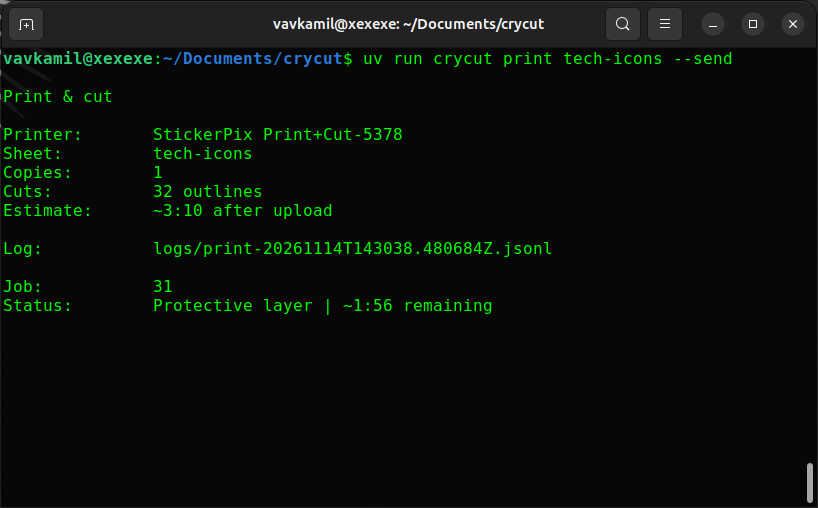 vavkamil@xexexe: ~/Documents/crycut
vavkamil@xexexe:~/Documents/crycut$ uv run crycut print tech-icons --send
Print & cut
Printer: StickerPix Print+Cut-5378
Sheet: tech-icons
Copies: 1
Cuts: 32 outlines
Estimate: ~3:10 after upload
Log: logs/print-20261114T143038.480684Z.jsonl
Job: 31
Status: Protective layer | ~1:56 remaining